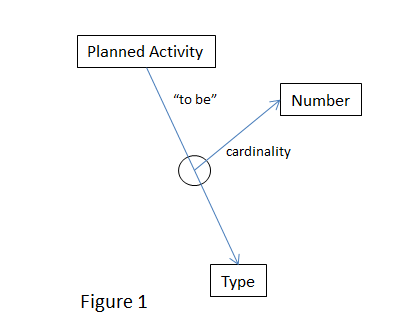 Planned Activity
“to be”
Number
cardinality
Type
Figure 1